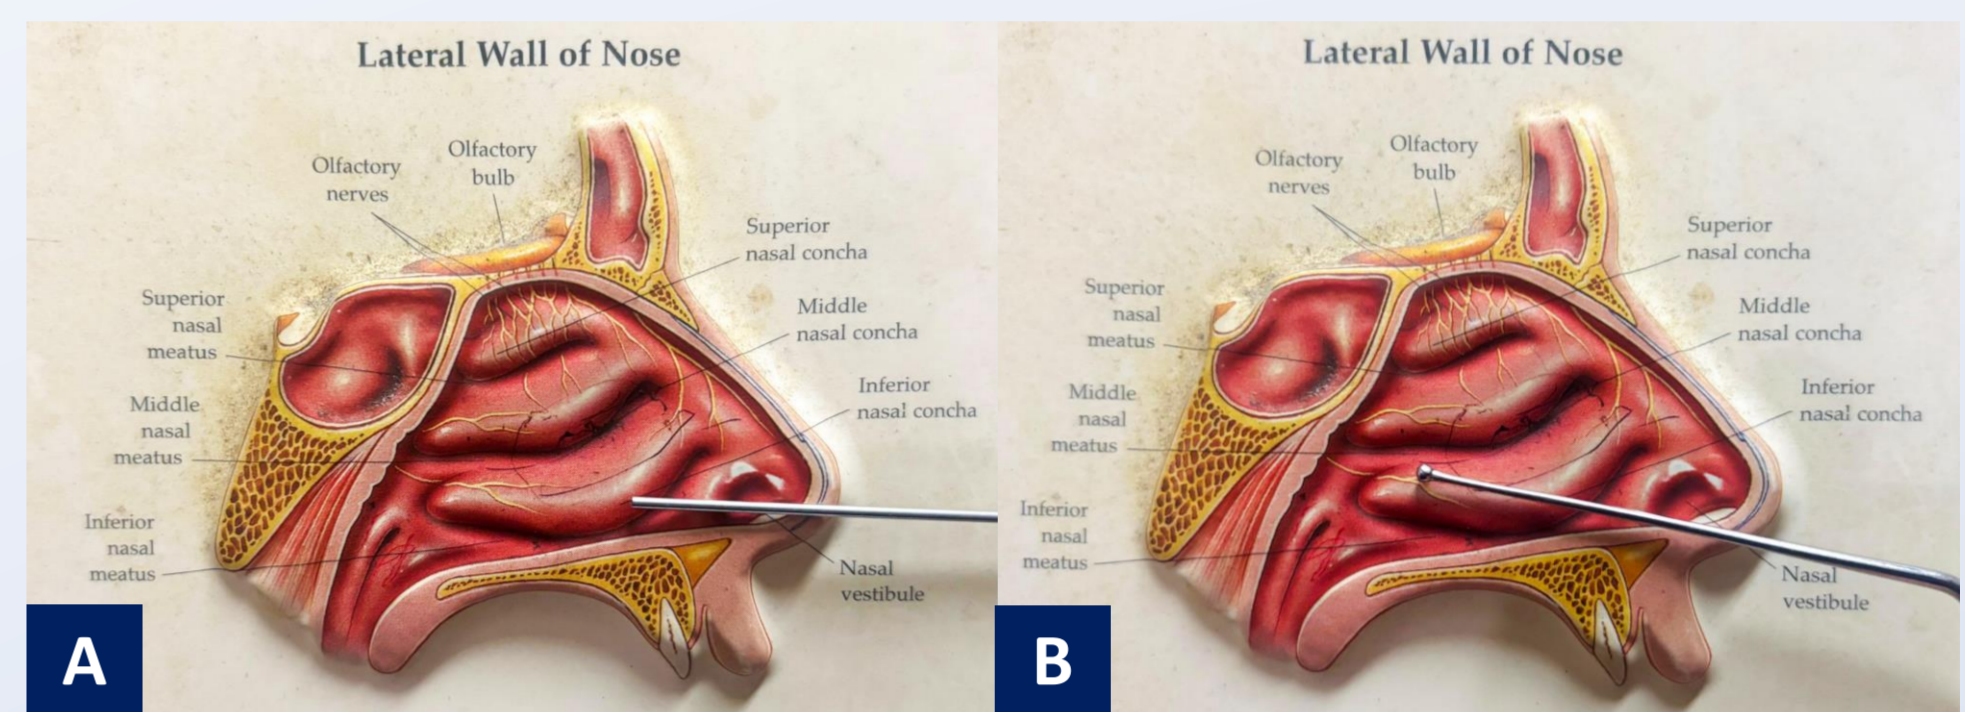 Lateral Wall of Nose
Olfactory
nerves
Olfactory
bulb
Superior
nasal concha
Middle
nasal concha
Inferior
nasal concha
Superior
nasal
meatus
Middle
nasal
meatus
Inferior
nasal
meatus
Nasal
vestibule
A
Lateral Wall of Nose
Olfactory
nerves
Olfactory
bulb
Superior
nasal concha
Middle
nasal concha
Inferior
nasal concha
Superior
nasal
meatus
Middle
nasal
meatus
Inferior
nasal
meatus
Nasal
vestibule
B